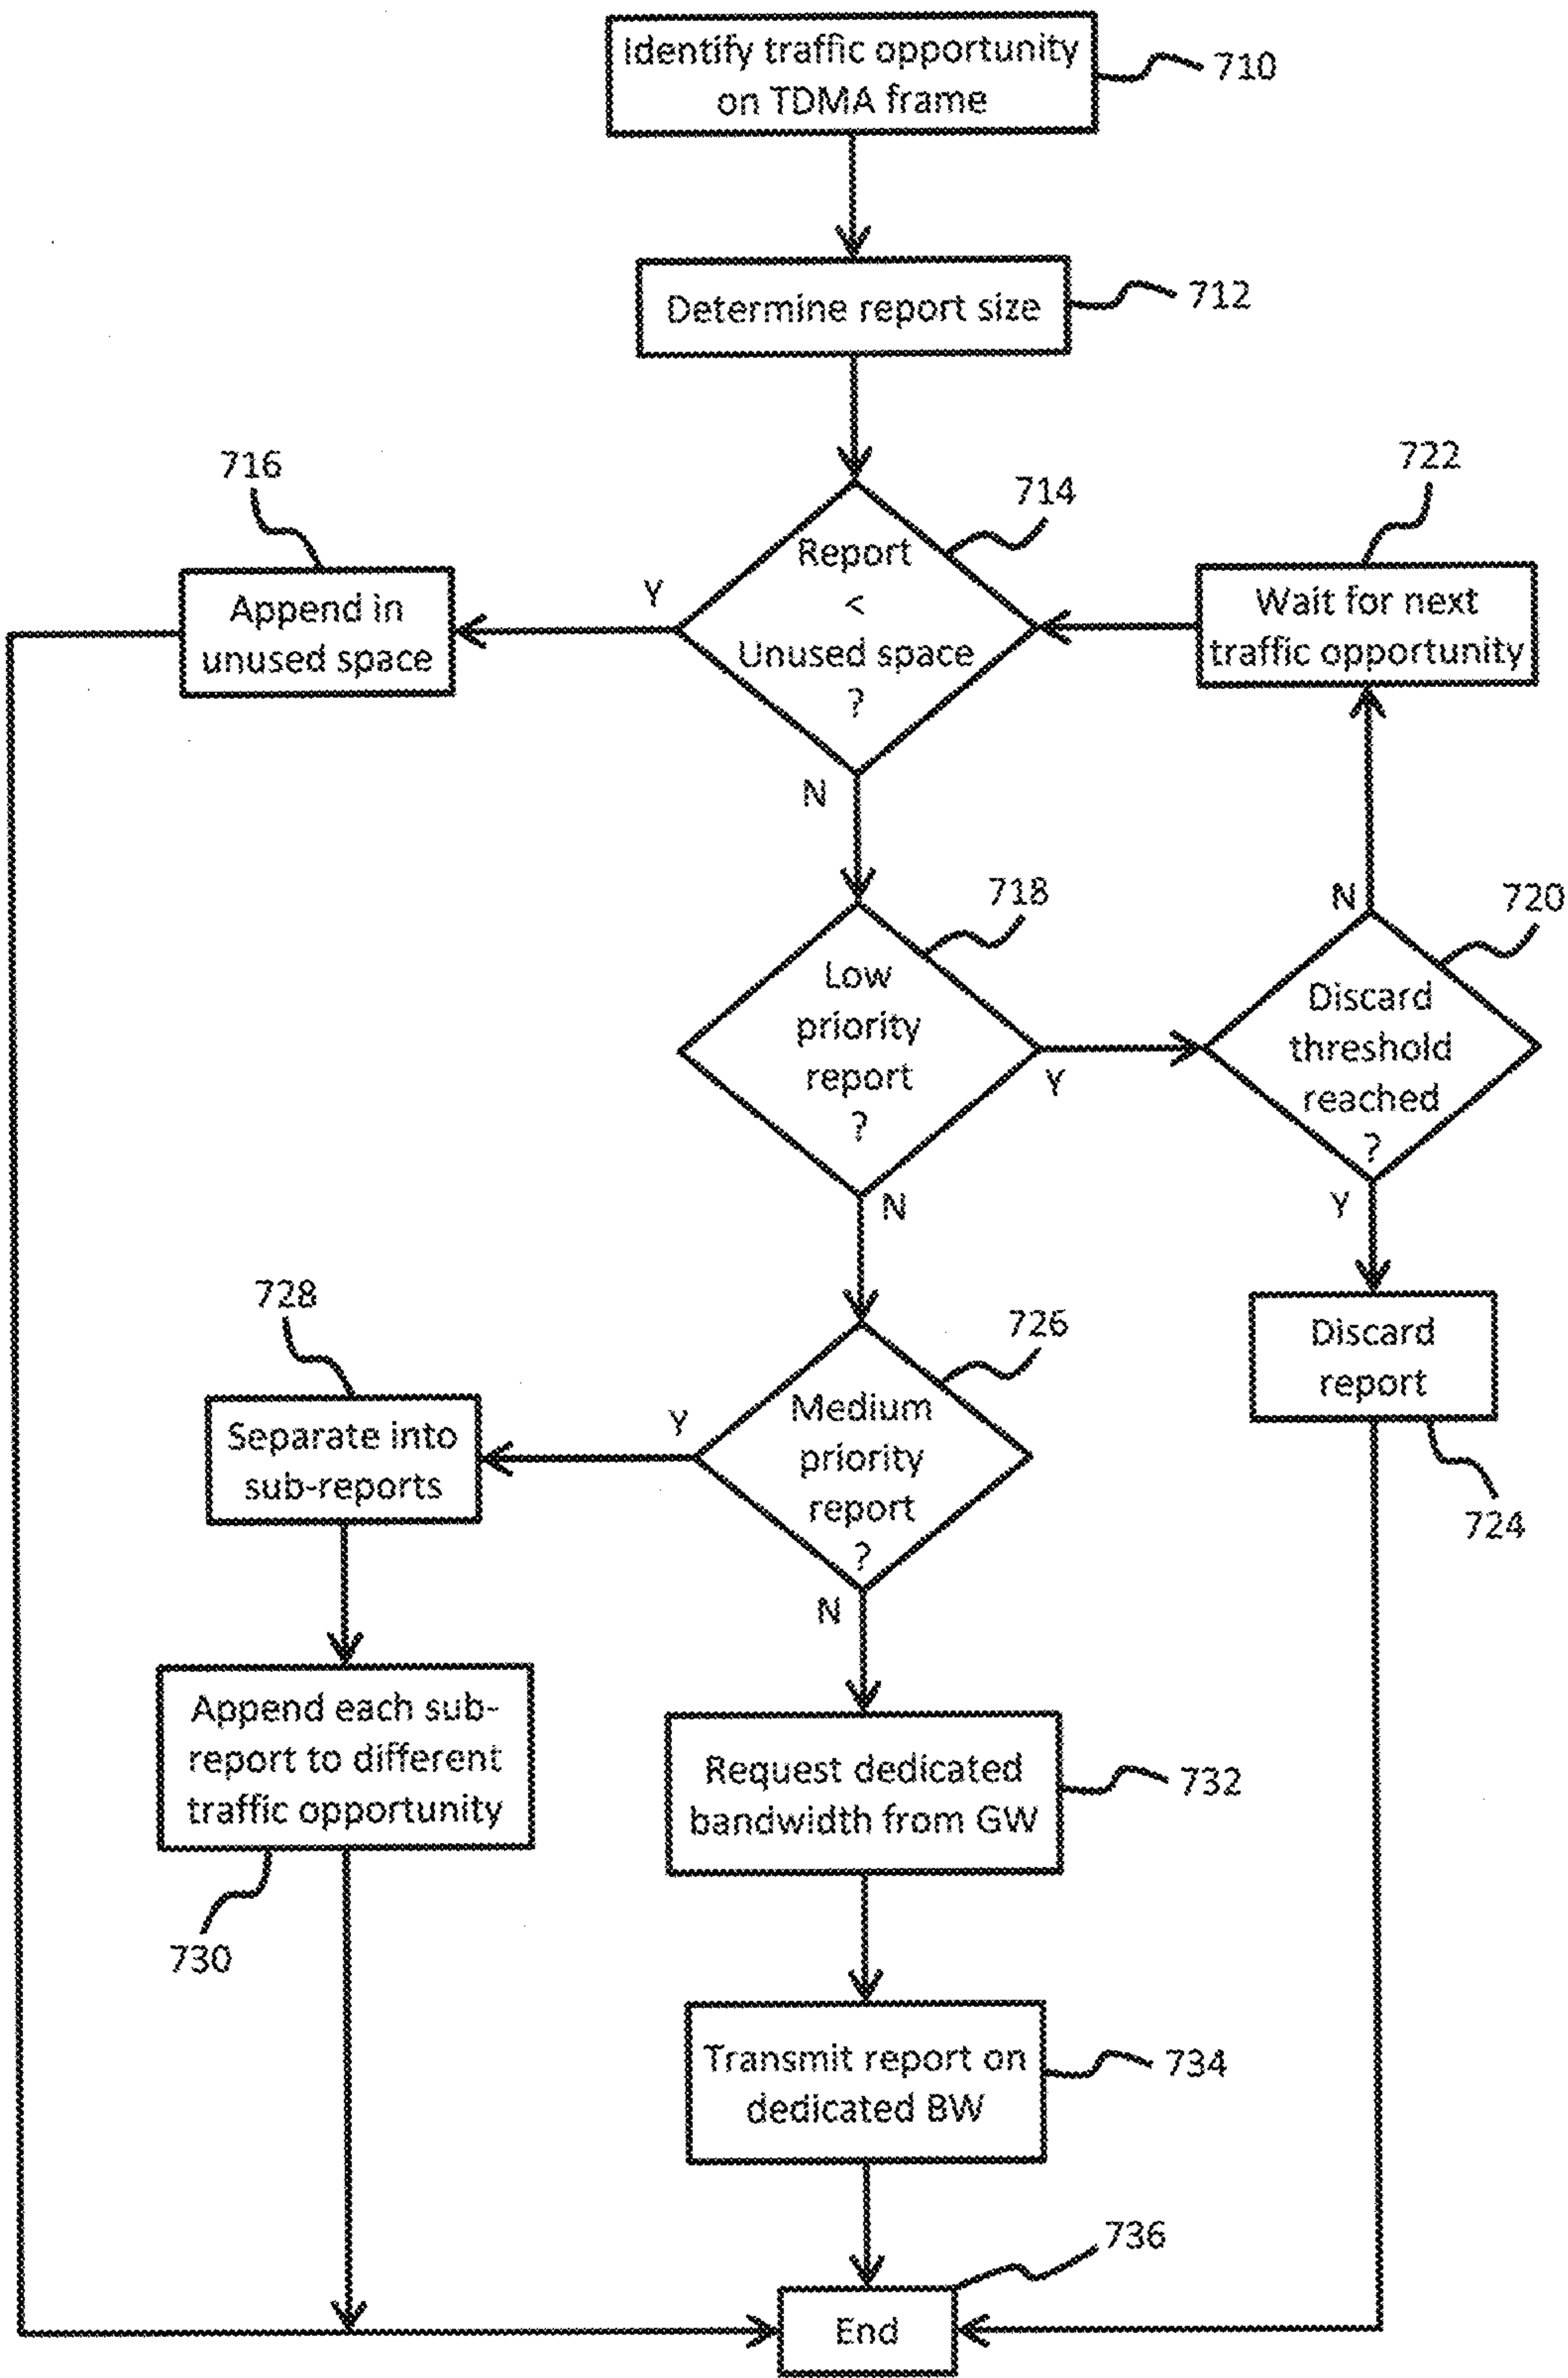 Identify traffic opportunity
on TDMA frame
710
Determine report size
712
716
714
722
Report
<
Unused space
?
Y
N
Append in
unused space
Wait for next
traffic opportunity
718
720
Low
priority
report
?
Y
N
N
Discard
threshold
reached
?
Y
728
726
Discard
report
724
Separate into
sub-reports
Y
Medium
priority
report
?
N
Append each sub-
report to different
traffic opportunity
730
Request dedicated
bandwidth from GW
732
Transmit report on
dedicated BW
734
736
End